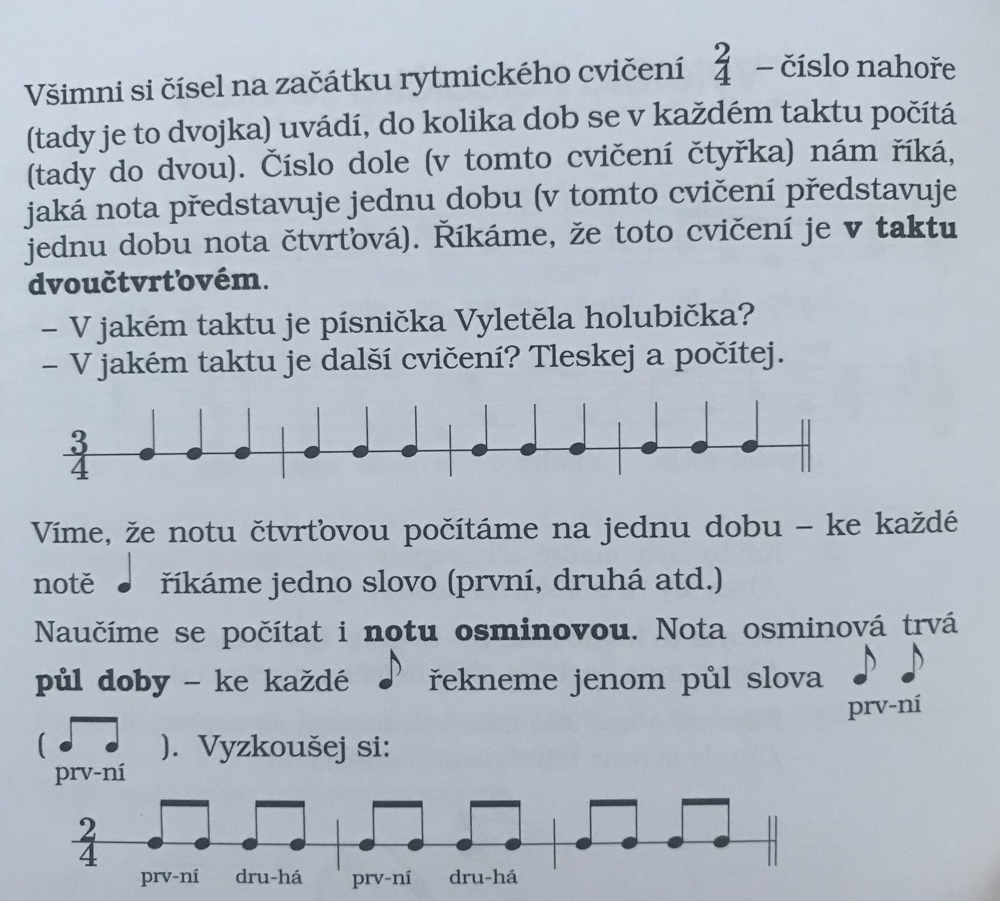 Všimni si čísel na začátku rytmického cvičení 2/4 – číslo nahoře
(tady je to dvojka) uvádí, do kolika dob se v každém taktu počítá
(tady do dvou). Číslo dole (v tomto cvičení čtyřka) nám říká,
jaká nota představuje jednu dobu (v tomto cvičení představuje
jednu dobu nota čtvrťová). Říkáme, že toto cvičení je v taktu
dvoučtvrťovém.
– V jakém taktu je písnička Vyletěla holubička?
– V jakém taktu je další cvičení? Tleskej a počítej.
3
4
Víme, že notu čtvrťovou počítáme na jednu dobu – ke každé
notě ♩ říkáme jedno slovo (první, druhá atd.)
Naučíme se počítat i notu osminovou. Nota osminová trvá
půl doby – ke každé ♪ řekneme jenom půl slova ♪ ♪
prv-ní
( ♫ ). Vyzkoušej si:
prv-ní
2
4
prv-ní dru-há prv-ní dru-há